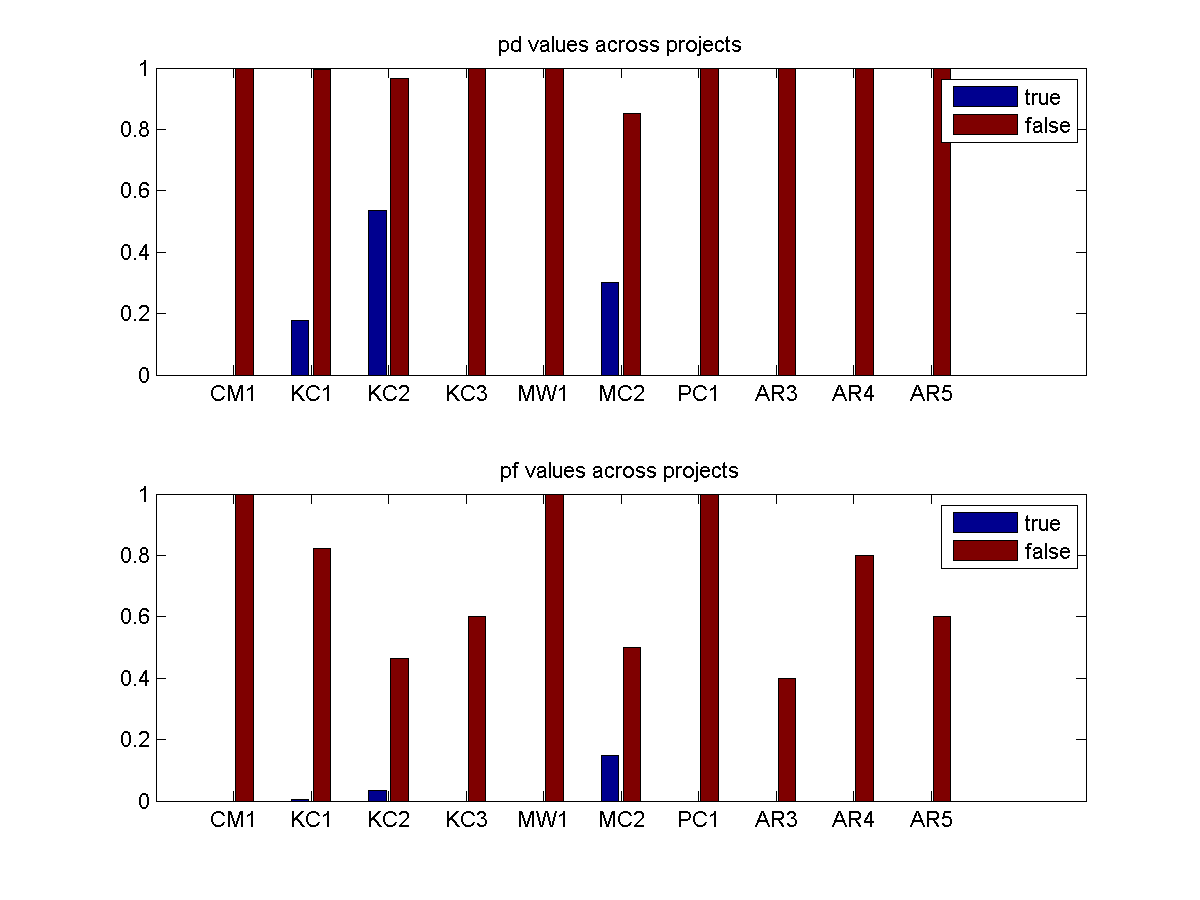 pd values across projects
1
0.8
0.6
0.4
0.2
0
true
false
CM1 KC1 KC2 KC3 MW1 MC2 PC1 AR3 AR4 AR5
pf values across projects
1
0.8
0.6
0.4
0.2
0
true
false
CM1 KC1 KC2 KC3 MW1 MC2 PC1 AR3 AR4 AR5